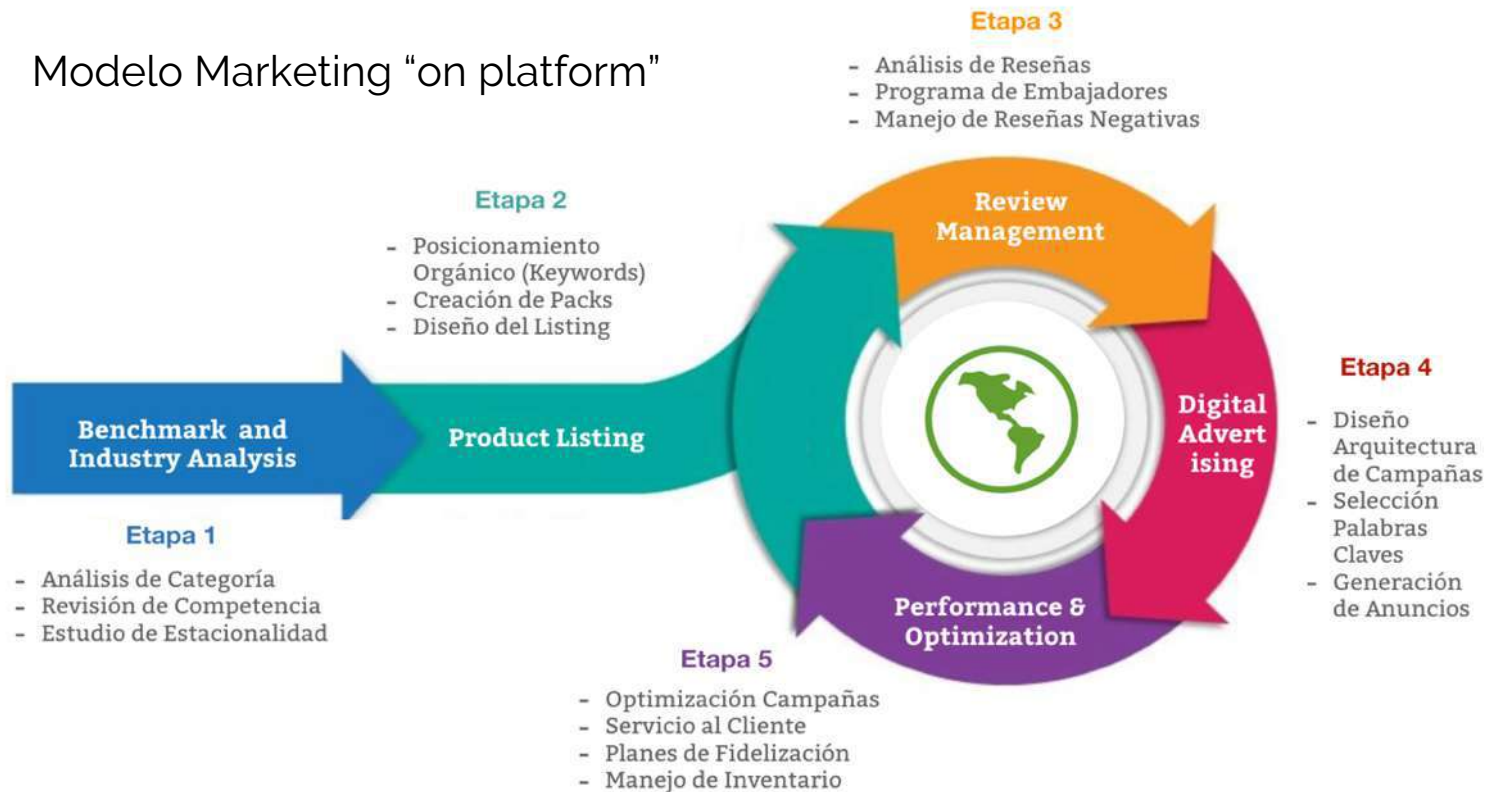 Modelo Marketing “on platform”
Etapa 1
Benchmark and
Industry Analysis
- Análisis de Categoría
- Revisión de Competencia
- Estudio de Estacionalidad
Etapa 2
- Posicionamiento
Orgánico (Keywords)
- Creación de Packs
- Diseño del Listing
Product Listing
Etapa 3
- Análisis de Reseñas
- Programa de Embajadores
- Manejo de Reseñas Negativas
Review
Management
Etapa 4
Digital
Advert
ising
- Diseño
Arquitectura
de Campañas
- Selección
Palabras
Claves
- Generación
de Anuncios
Performance &
Optimization
Etapa 5
- Optimización Campañas
- Servicio al Cliente
- Planes de Fidelización
- Manejo de Inventario